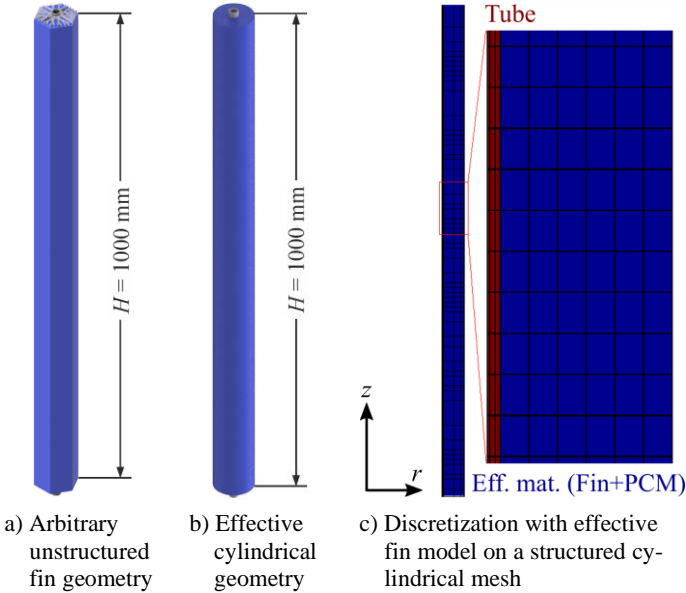 Tube
H = 1000 mm
H = 1000 mm
z
r
Eff. mat. (Fin+PCM)
a) Arbitrary
unstructured
fin geometry
b) Effective
cylindrical
geometry
c) Discretization with effective
fin model on a structured cy-
lindrical mesh